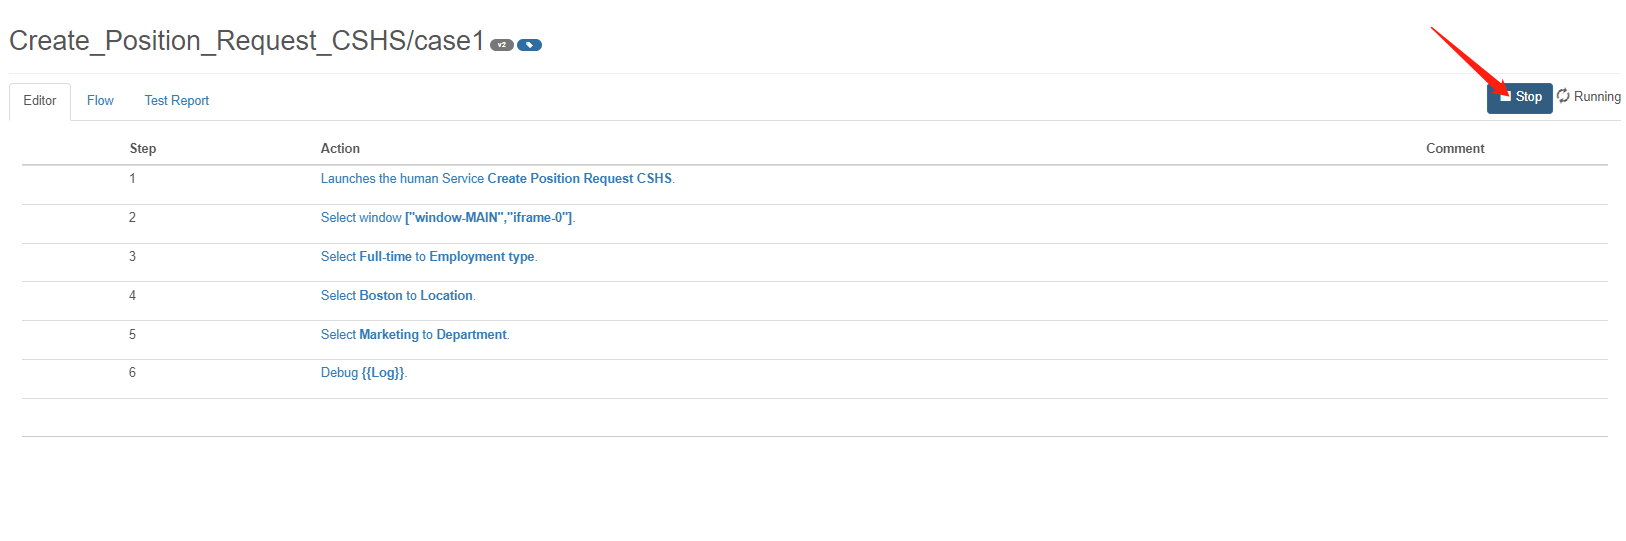 Create_Position_Request_CSHS/case1 v2
Editor Flow Test Report Stop Running
Step Action Comment
1 Launches the human Service Create Position Request CSHS.
2 Select window ["window-MAIN","iframe-0"].
3 Select Full-time to Employment type.
4 Select Boston to Location.
5 Select Marketing to Department.
6 Debug {{Log}}.